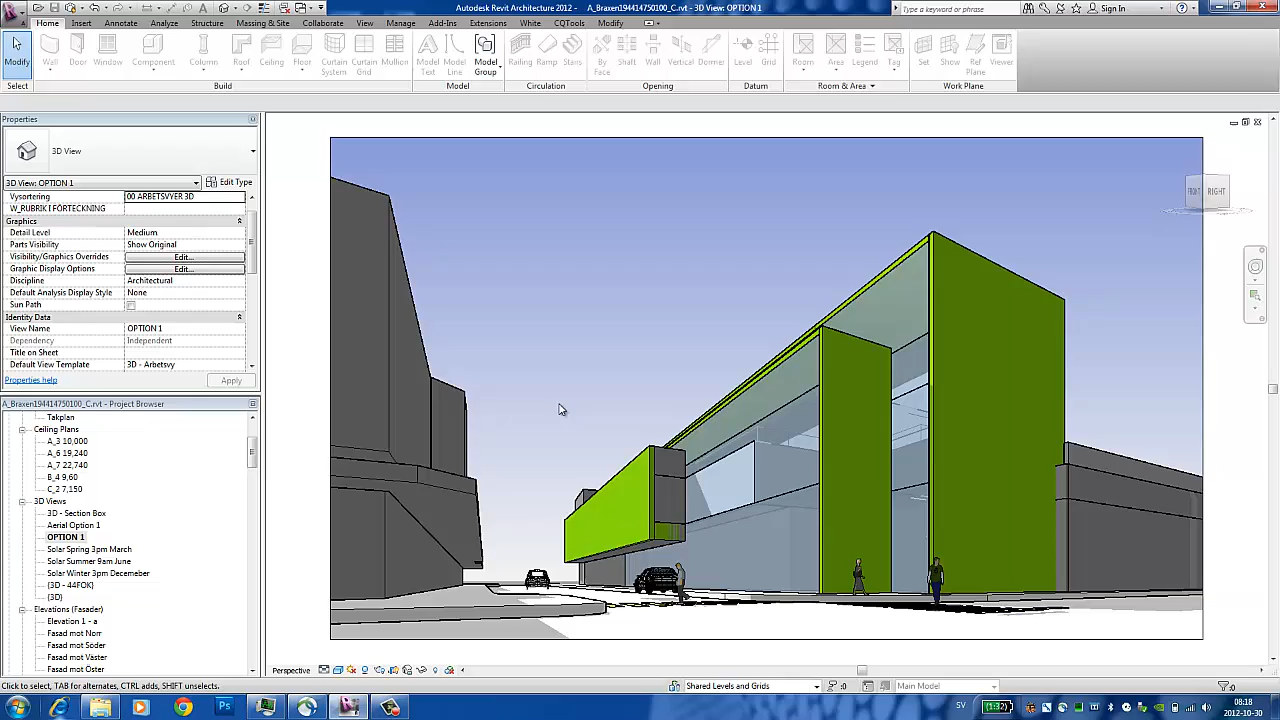 Autodesk Revit Architecture 2012 -    A_Braxen194414750100_C.rvt - 3D View: OPTION 1
Type a keyword or phrase
Sign In
Home Insert Annotate Analyze Structure Massing & Site Collaborate View Manage Add-Ins Extensions White CQTools Modify
Modify Wall Door Window Component Column Roof Ceiling Floor Curtain System Curtain Grid Mullion Model Text Model Line Model Group Railing Ramp Stairs By Face Shaft Wall Vertical Dormer Level Grid Room Area Legend Tag Set Show Ref Plane Viewer
Select Build Model Circulation Opening Datum Room & Area Work Plane
Properties
3D View
3D View: OPTION 1 Edit Type
Vysortering 00 ARBETSVYER 3D
W_RUBRIK I FÖRTECKNING
Graphics
Detail Level Medium
Parts Visibility Show Original
Visibility/Graphics Overrides Edit...
Graphic Display Options Edit...
Discipline Architectural
Default Analysis Display Style None
Sun Path
Identity Data
View Name OPTION 1
Dependency Independent
Title on Sheet
Default View Template 3D - Arbetsvy
Properties help Apply
A_Braxen194414750100_C.rvt - Project Browser
Takplan
Ceiling Plans
A_3 10,000
A_6 19,240
A_7 22,740
B_4 9,60
C_2 7,150
3D Views
3D - Section Box
Aerial Option 1
OPTION 1
Solar Spring 3pm March
Solar Summer 9am June
Solar Winter 3pm Decemeber
{3D - 44FOK}
{3D}
Elevations (Fasader)
Elevation 1 - a
Fasad mot Norr
Fasad mot Söder
Fasad mot Väster
Fasad mot Öster
FRONT RIGHT
Perspective
Click to select, TAB for alternates, CTRL adds, SHIFT unselects.
Shared Levels and Grids :0 Main Model :0
SV (1:32) 08:18
2012-10-30